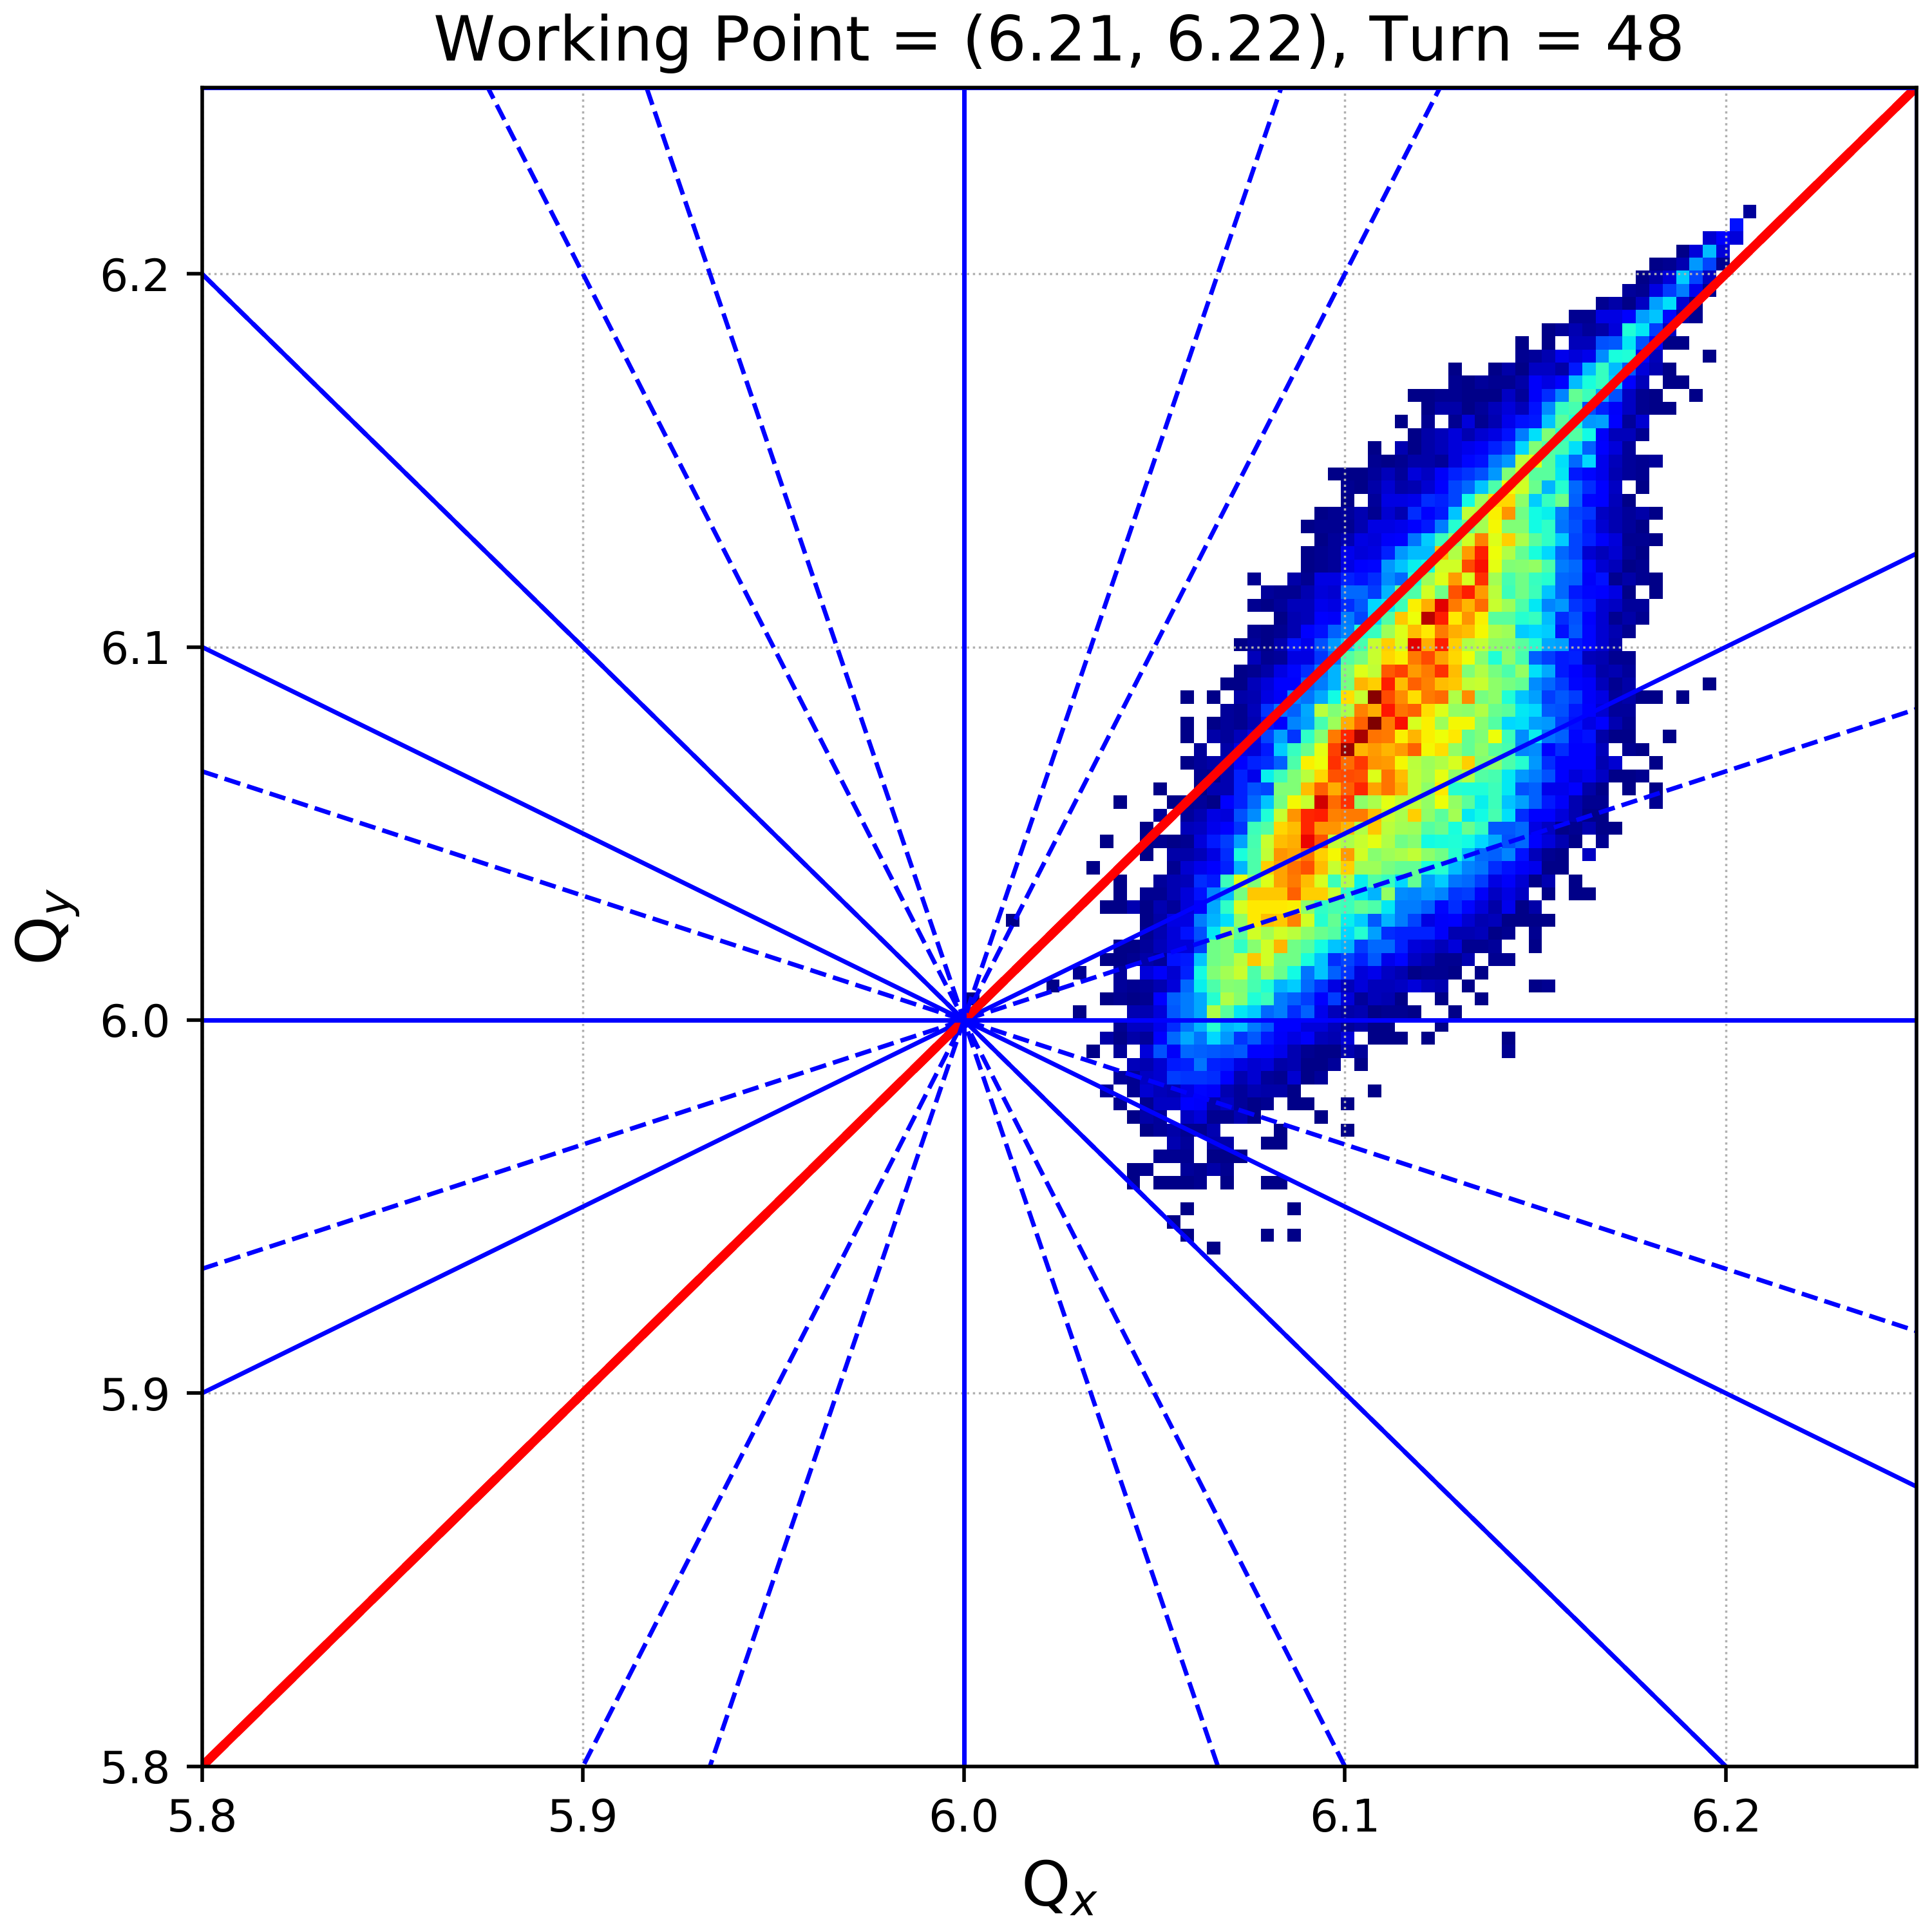 Working Point = (6.21, 6.22), Turn = 48
6.2
6.1
6.0
5.9
5.8
Qy
5.8 5.9 6.0 6.1 6.2
Qx